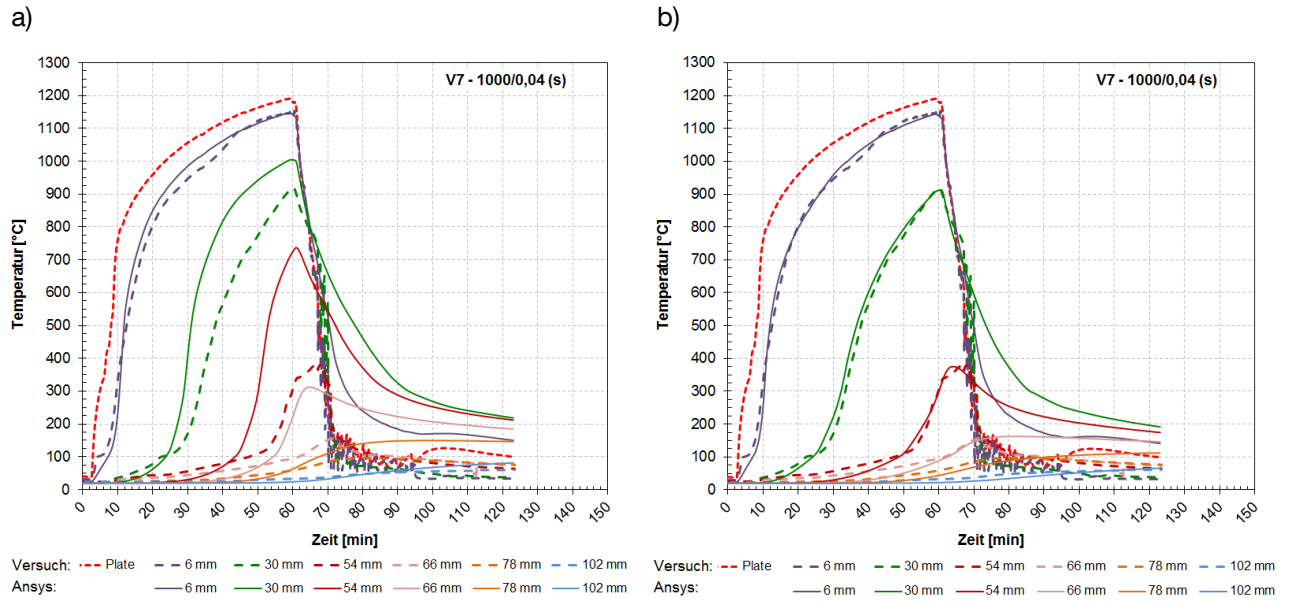 a)
V7 - 1000/0,04 (s)
Temperatur [°C]
1300
1200
1100
1000
900
800
700
600
500
400
300
200
100
0
0 10 20 30 40 50 60 70 80 90 100 110 120 130 140 150
Zeit [min]
Versuch: Plate 6 mm 30 mm 54 mm 66 mm 78 mm 102 mm
Ansys: 6 mm 30 mm 54 mm 66 mm 78 mm 102 mm
b)
V7 - 1000/0,04 (s)
Temperatur [°C]
1300
1200
1100
1000
900
800
700
600
500
400
300
200
100
0
0 10 20 30 40 50 60 70 80 90 100 110 120 130 140 150
Zeit [min]
Versuch: Plate 6 mm 30 mm 54 mm 66 mm 78 mm 102 mm
Ansys: 6 mm 30 mm 54 mm 66 mm 78 mm 102 mm